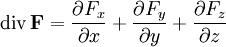 div F = ∂F_x/∂x + ∂F_y/∂y + ∂F_z/∂z